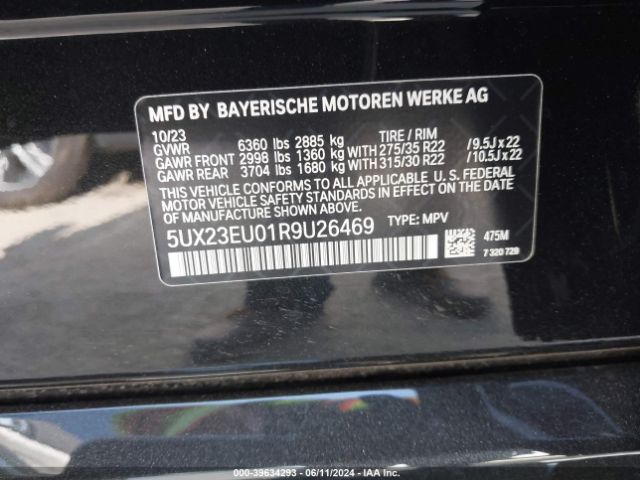 MFD BY BAYERISCHE MOTOREN WERKE AG
10/23
GVWR 6360 lbs 2885 kg TIRE / RIM
GAWR FRONT 2998 lbs 1360 kg WITH 275/35 R22 /9.5J x 22
GAWR REAR 3704 lbs 1680 kg WITH 315/30 R22 /10.5J x 22
THIS VEHICLE CONFORMS TO ALL APPLICABLE U. S. FEDERAL
MOTOR VEHICLE SAFETY STANDARDS IN EFFECT ON THE
DATE OF MANUFACTURE SHOWN ABOVE.
5UX23EU01R9U26469 TYPE: MPV
475M
7 320 729
000-39634293 - 06/11/2024 - IAA Inc.